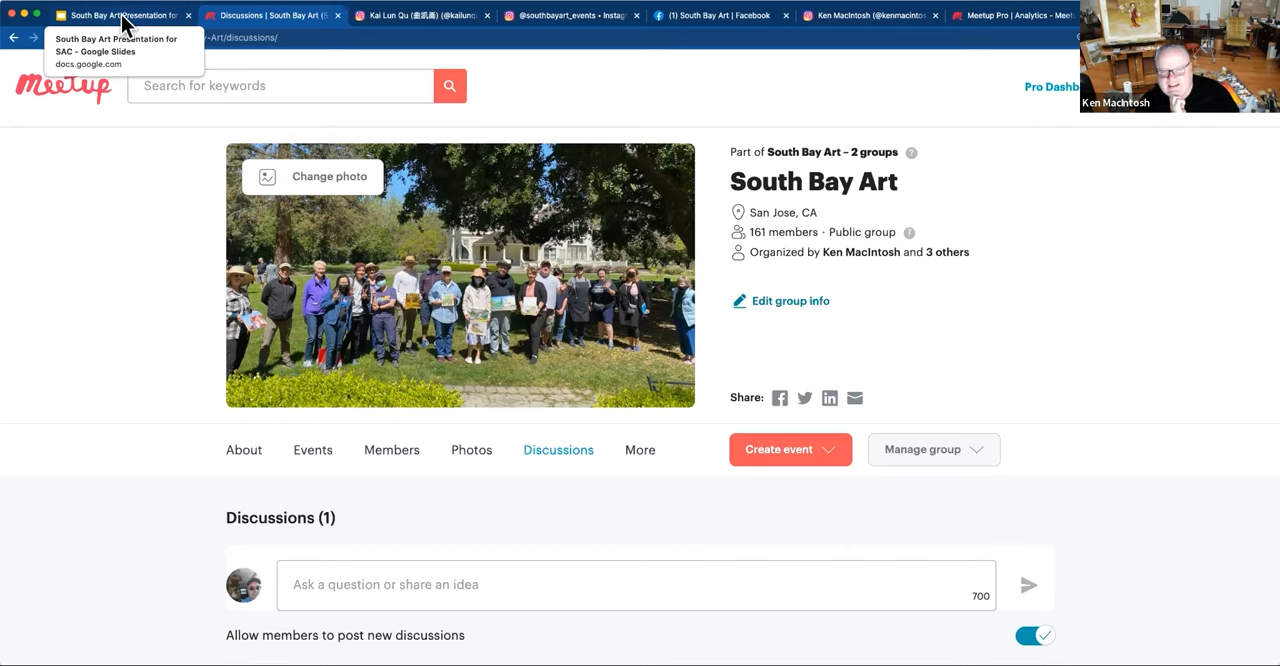 South Bay Art Presentation for
Discussions | South Bay Art (S
Kai Lun Qu (曲凯崙) (@kailunq
@southbayart_events • Instag
(1) South Bay Art | Facebook
Ken MacIntosh (@kenmacinto
Meetup Pro | Analytics - Meet
y-Art/discussions/
South Bay Art Presentation for
SAC - Google Slides
docs.google.com
Meetup
Search for keywords
Pro Dashb
Ken MacIntosh
Change photo
Part of South Bay Art – 2 groups ?
South Bay Art
San Jose, CA
161 members · Public group ?
Organized by Ken MacIntosh and 3 others
Edit group info
Share:
About Events Members Photos Discussions More
Create event
Manage group
Discussions (1)
Ask a question or share an idea
700
Allow members to post new discussions